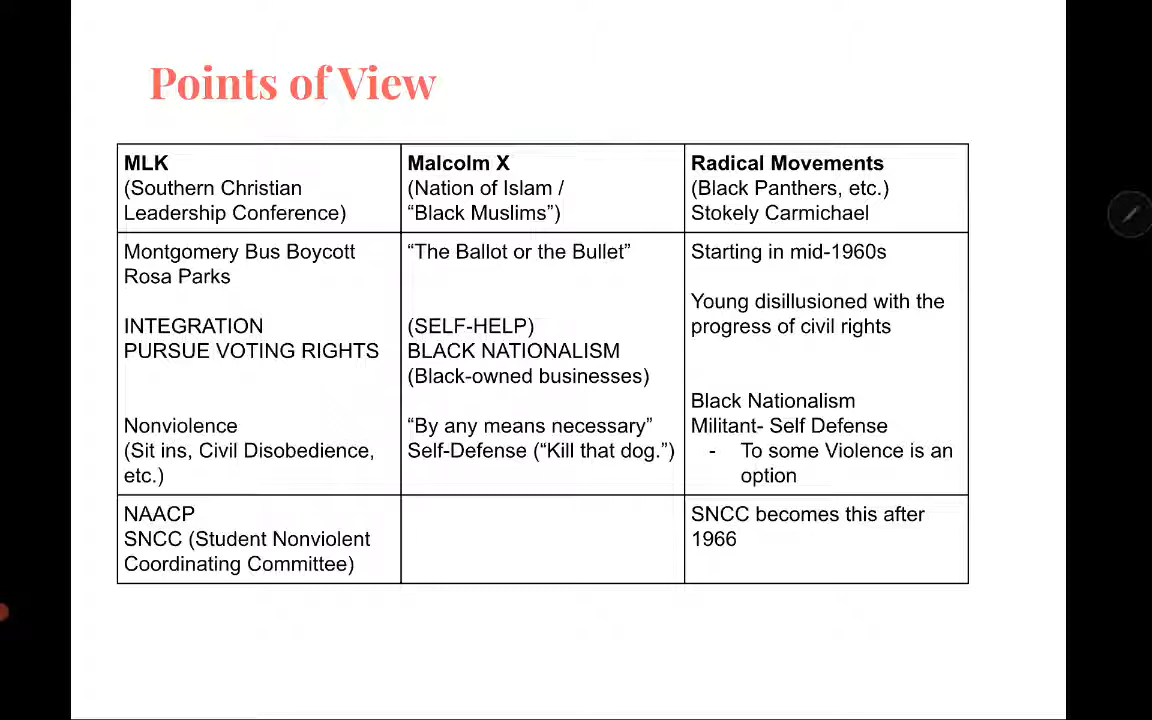 Points of View
MLK
(Southern Christian
Leadership Conference)
Malcolm X
(Nation of Islam /
“Black Muslims”)
Radical Movements
(Black Panthers, etc.)
Stokely Carmichael
Montgomery Bus Boycott
Rosa Parks
INTEGRATION
PURSUE VOTING RIGHTS
Nonviolence
(Sit ins, Civil Disobedience,
etc.)
“The Ballot or the Bullet”
(SELF-HELP)
BLACK NATIONALISM
(Black-owned businesses)
“By any means necessary”
Self-Defense (“Kill that dog.”)
Starting in mid-1960s
Young disillusioned with the
progress of civil rights
Black Nationalism
Militant- Self Defense
- To some Violence is an
option
NAACP
SNCC (Student Nonviolent
Coordinating Committee)
SNCC becomes this after
1966